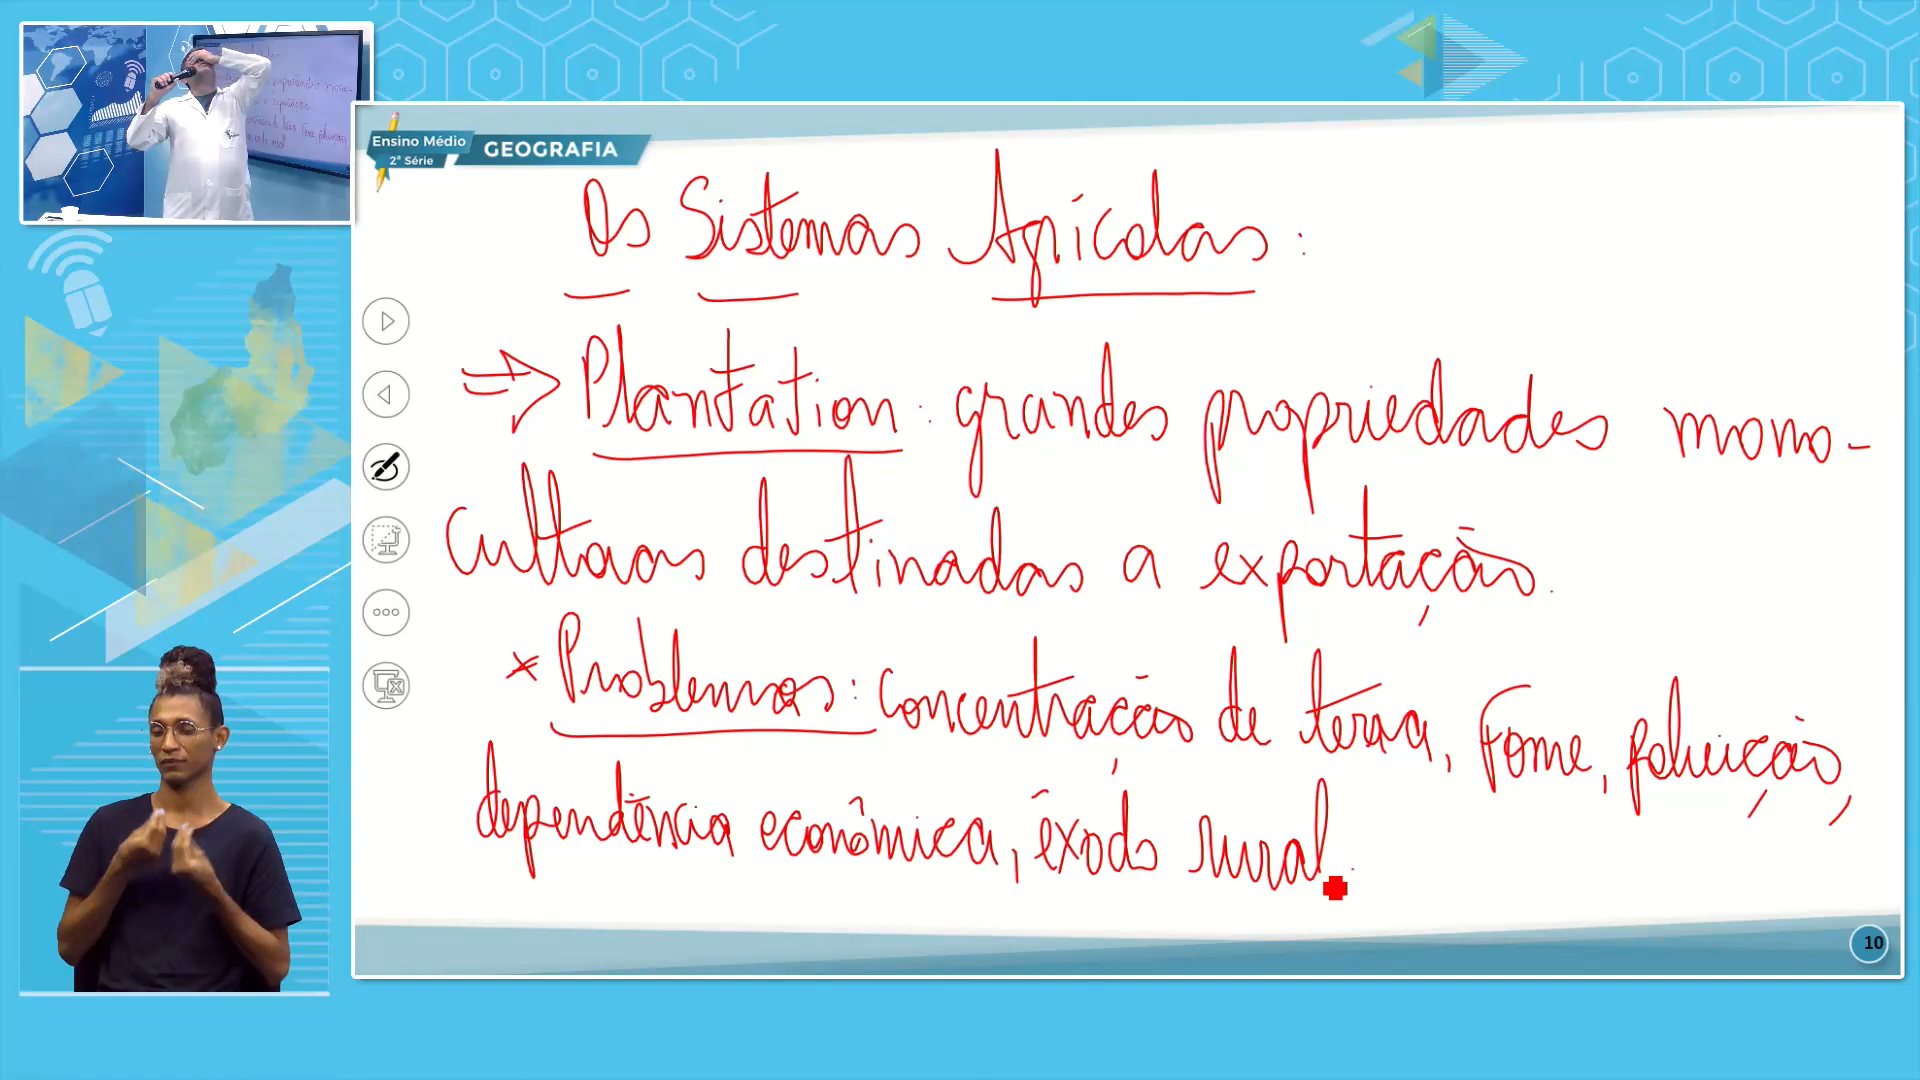 Ensino Médio
2ª Série
GEOGRAFIA
Os Sistemas Agrícolas:
Plantation: grandes propriedades mono-
cultoras destinadas a exportação.
* Problemas: concentração de terra, fome, poluição,
dependência econômica, êxodo rural.
10